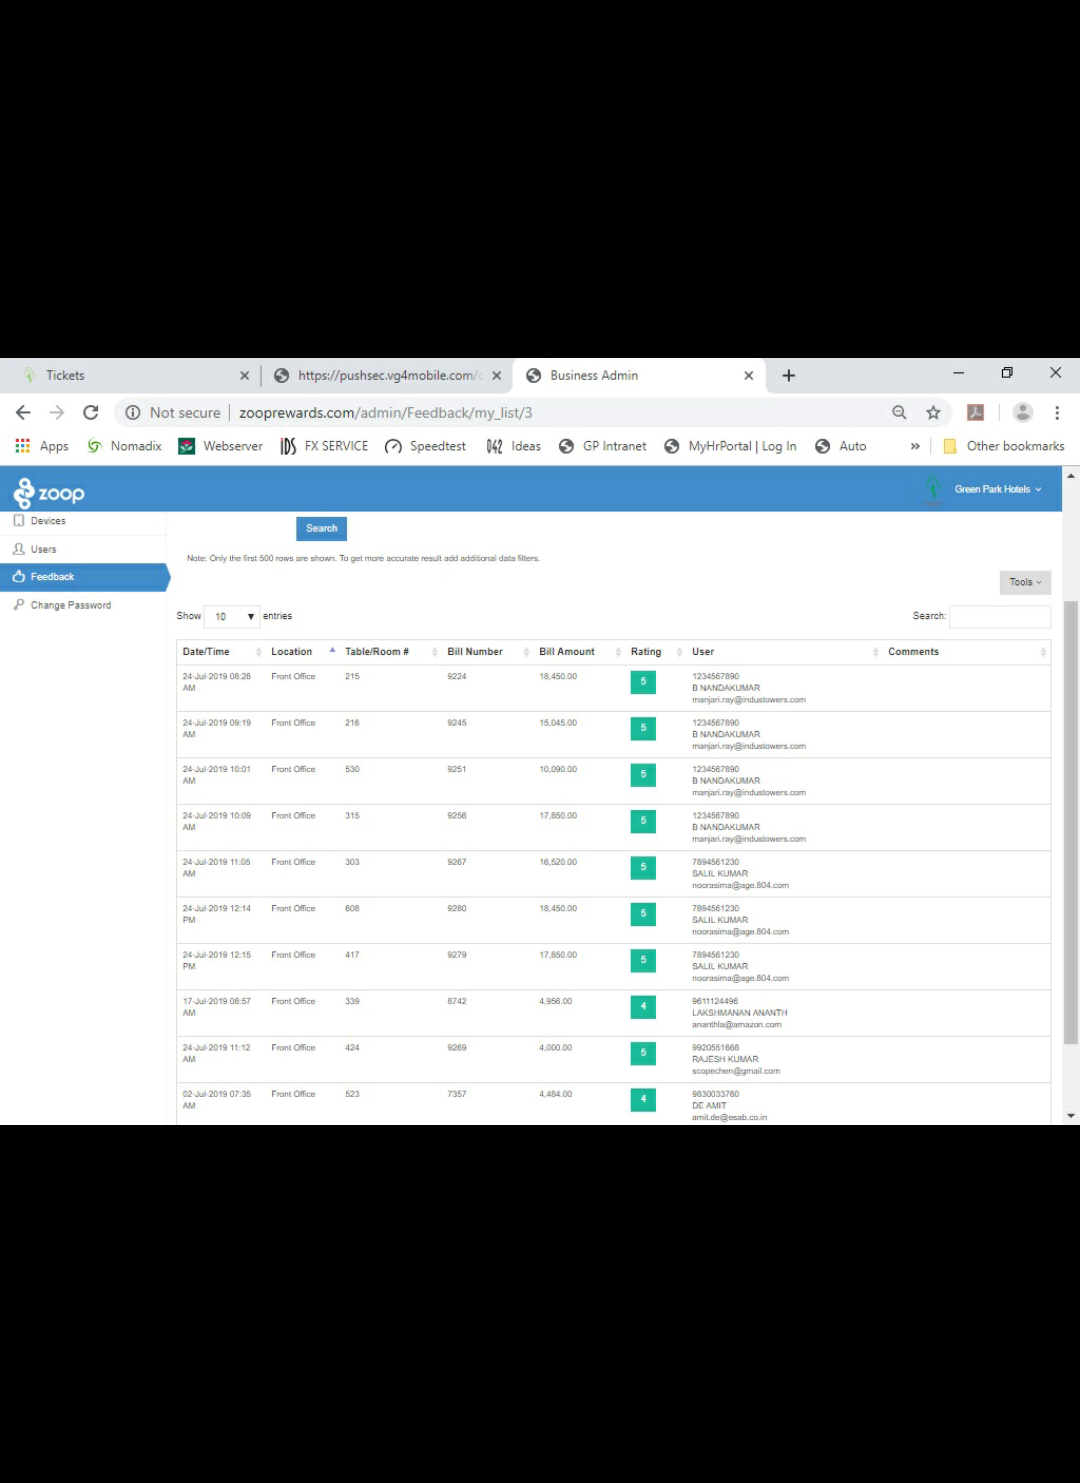 Tickets https://pushsec.vg4mobile.com/ Business Admin
Not secure zooprewards.com/admin/Feedback/my_list/3
Apps Nomadix Webserver FX SERVICE Speedtest Ideas GP Intranet MyHrPortal | Log In Auto » Other bookmarks
zoop Green Park Hotels
Devices
Search
Users
Note: Only the first 500 rows are shown. To get more accurate result add additional data filters.
Feedback
Tools
Change Password
Show 10 entries Search:
Date/Time Location Table/Room # Bill Number Bill Amount Rating User Comments
24-Jul-2019 08:28 Front Office 215 9224 18,450.00 5 1234567890
AM B NANDAKUMAR
manjari.ray@industowers.com
24-Jul-2019 09:19 Front Office 216 9245 15,045.00 5 1234567890
AM B NANDAKUMAR
manjari.ray@industowers.com
24-Jul-2019 10:01 Front Office 530 9251 10,090.00 5 1234567890
AM B NANDAKUMAR
manjari.ray@industowers.com
24-Jul-2019 10:09 Front Office 315 9256 17,850.00 5 1234567890
AM B NANDAKUMAR
manjari.ray@industowers.com
24-Jul-2019 11:05 Front Office 303 9267 16,520.00 5 7894561230
AM SALIL KUMAR
noorasima@age.804.com
24-Jul-2019 12:14 Front Office 608 9280 18,450.00 5 7894561230
PM SALIL KUMAR
noorasima@age.804.com
24-Jul-2019 12:15 Front Office 417 9279 17,850.00 5 7894561230
PM SALIL KUMAR
noorasima@age.804.com
17-Jul-2019 08:57 Front Office 339 8742 4,956.00 4 9611124496
AM LAKSHMANAN ANANTH
ananthla@amazon.com
24-Jul-2019 11:12 Front Office 424 9269 4,000.00 5 9920551668
AM RAJESH KUMAR
scopechen@gmail.com
02-Jul-2019 07:35 Front Office 523 7357 4,484.00 4 9830033760
AM DE AMIT
amit.de@esab.co.in